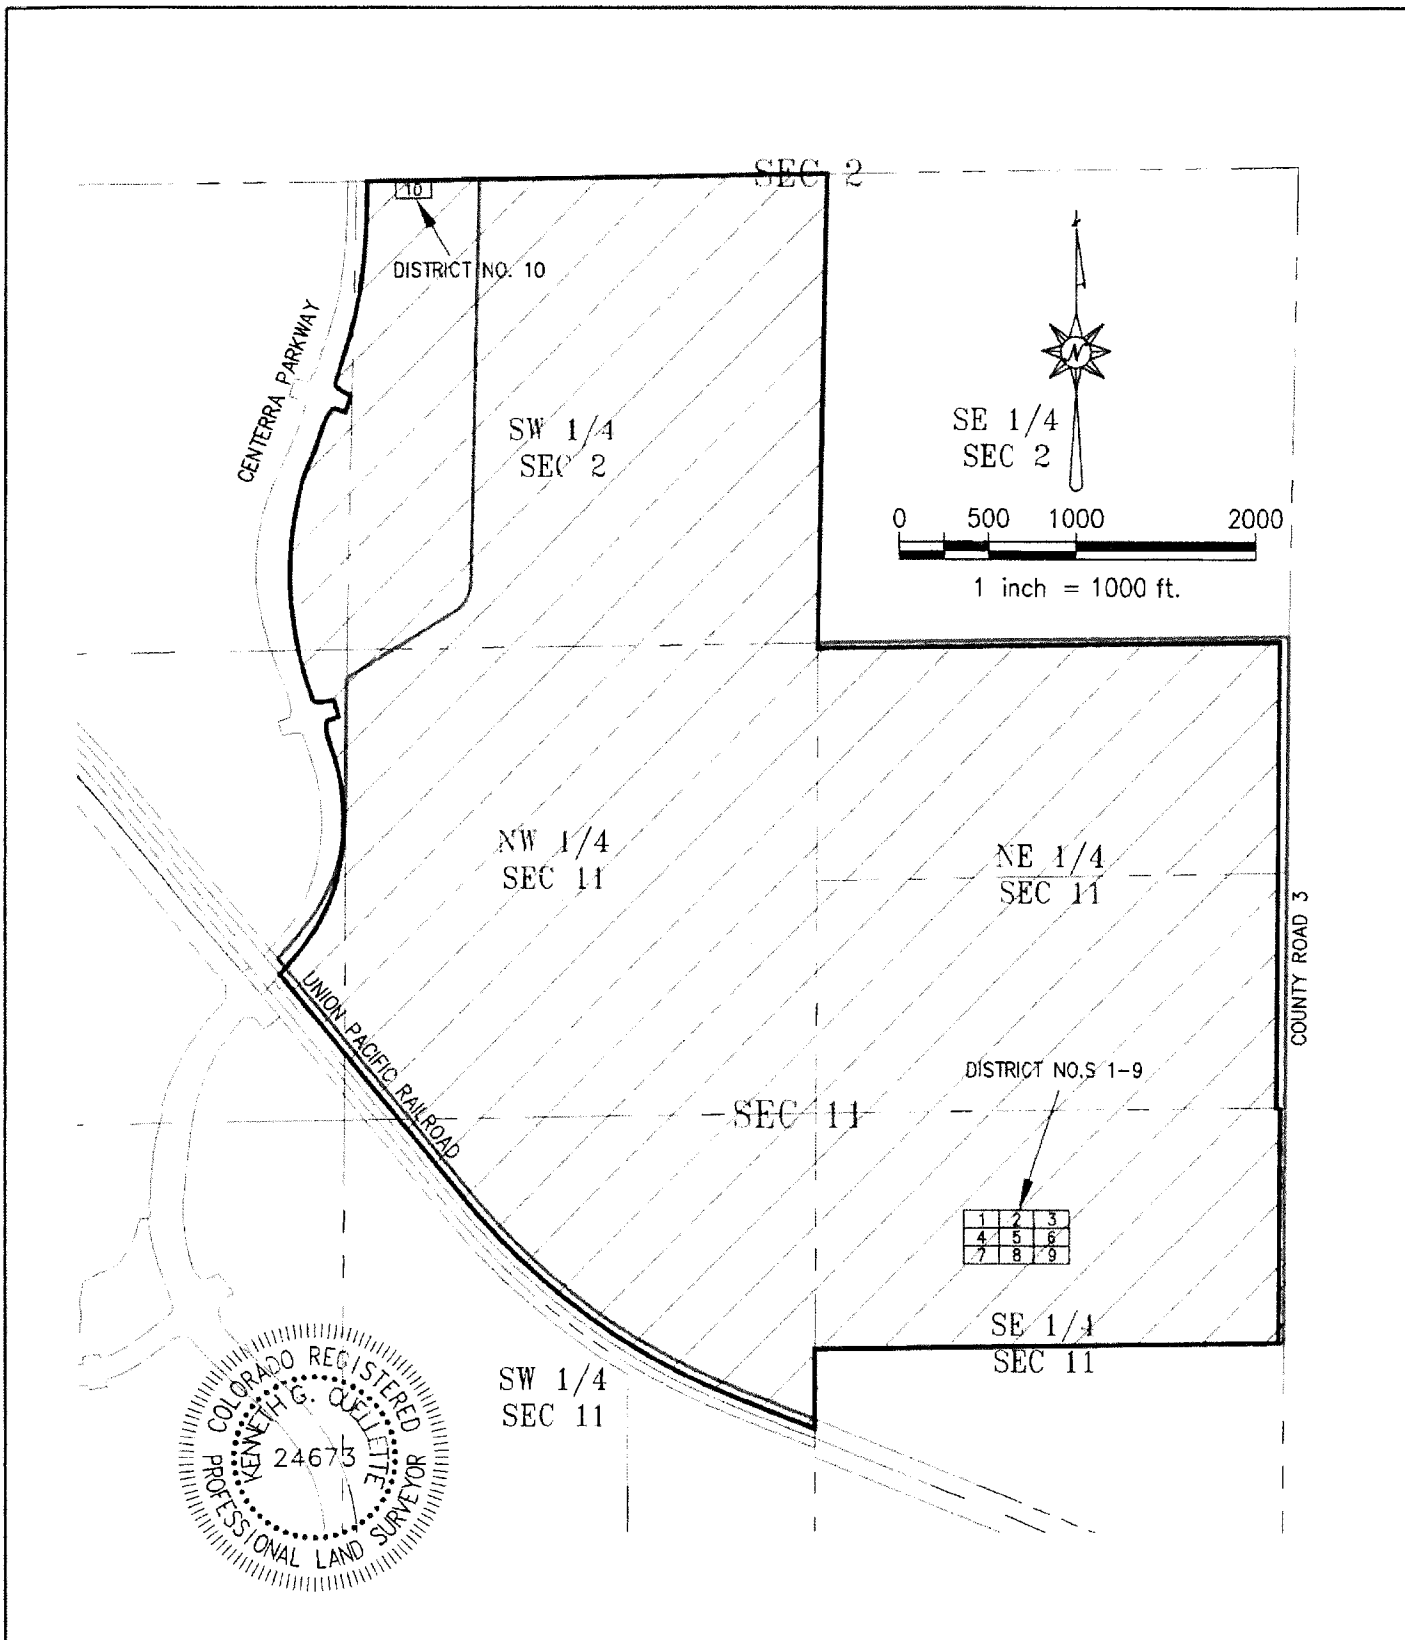 SEC 2
10
DISTRICT NO. 10
CENTERRA PARKWAY
SW 1/4
SEC 2
N
SE 1/4
SEC 2
0 500 1000 2000
1 inch = 1000 ft.
NW 1/4
SEC 11
NE 1/4
SEC 11
COUNTY ROAD 3
UNION PACIFIC RAILROAD
DISTRICT NO.S 1-9
SEC 11
1 2 3
4 5 6
7 8 9
SE 1/4
SEC 11
SW 1/4
SEC 11
COLORADO REGISTERED
KENNETH G. OUELLETTE
24673
PROFESSIONAL LAND SURVEYOR